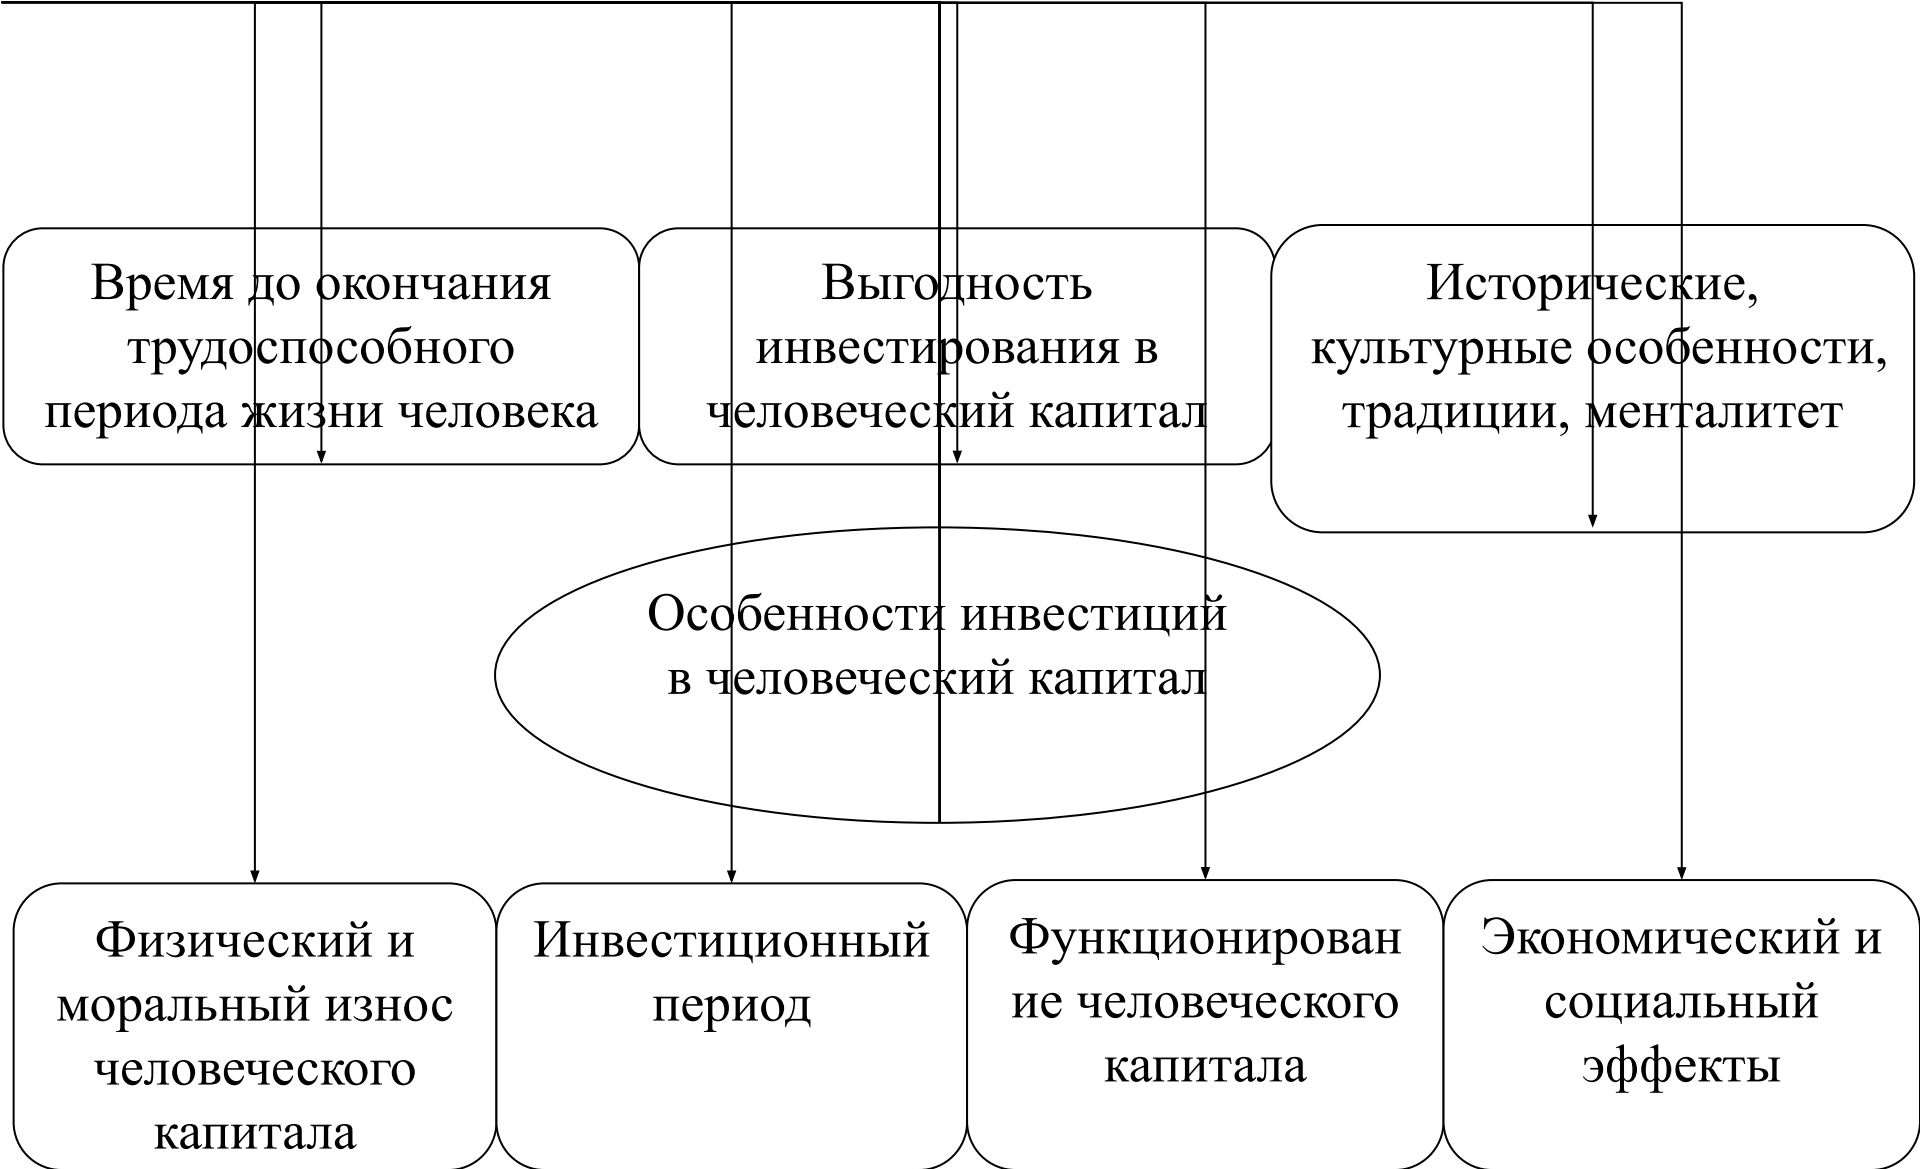 Время до окончания
трудоспособного
периода жизни человека
Выгодность
инвестирования в
человеческий капитал
Исторические,
культурные особенности,
традиции, менталитет
Особенности инвестиций
в человеческий капитал
Физический и
моральный износ
человеческого
капитала
Инвестиционный
период
Функционирован
ие человеческого
капитала
Экономический и
социальный
эффекты